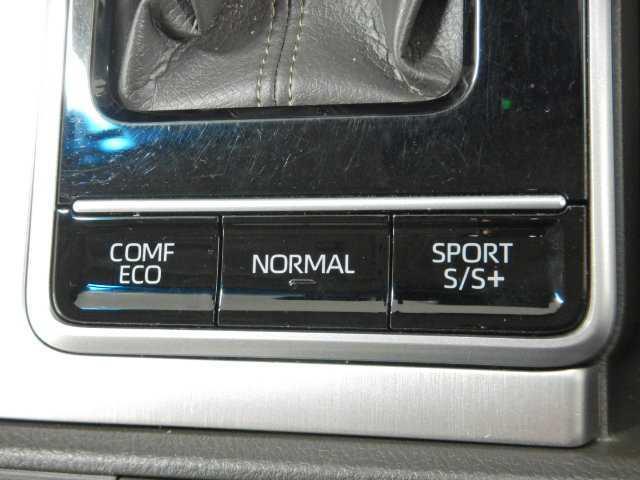 COMF
ECO
NORMAL
SPORT
S/S+